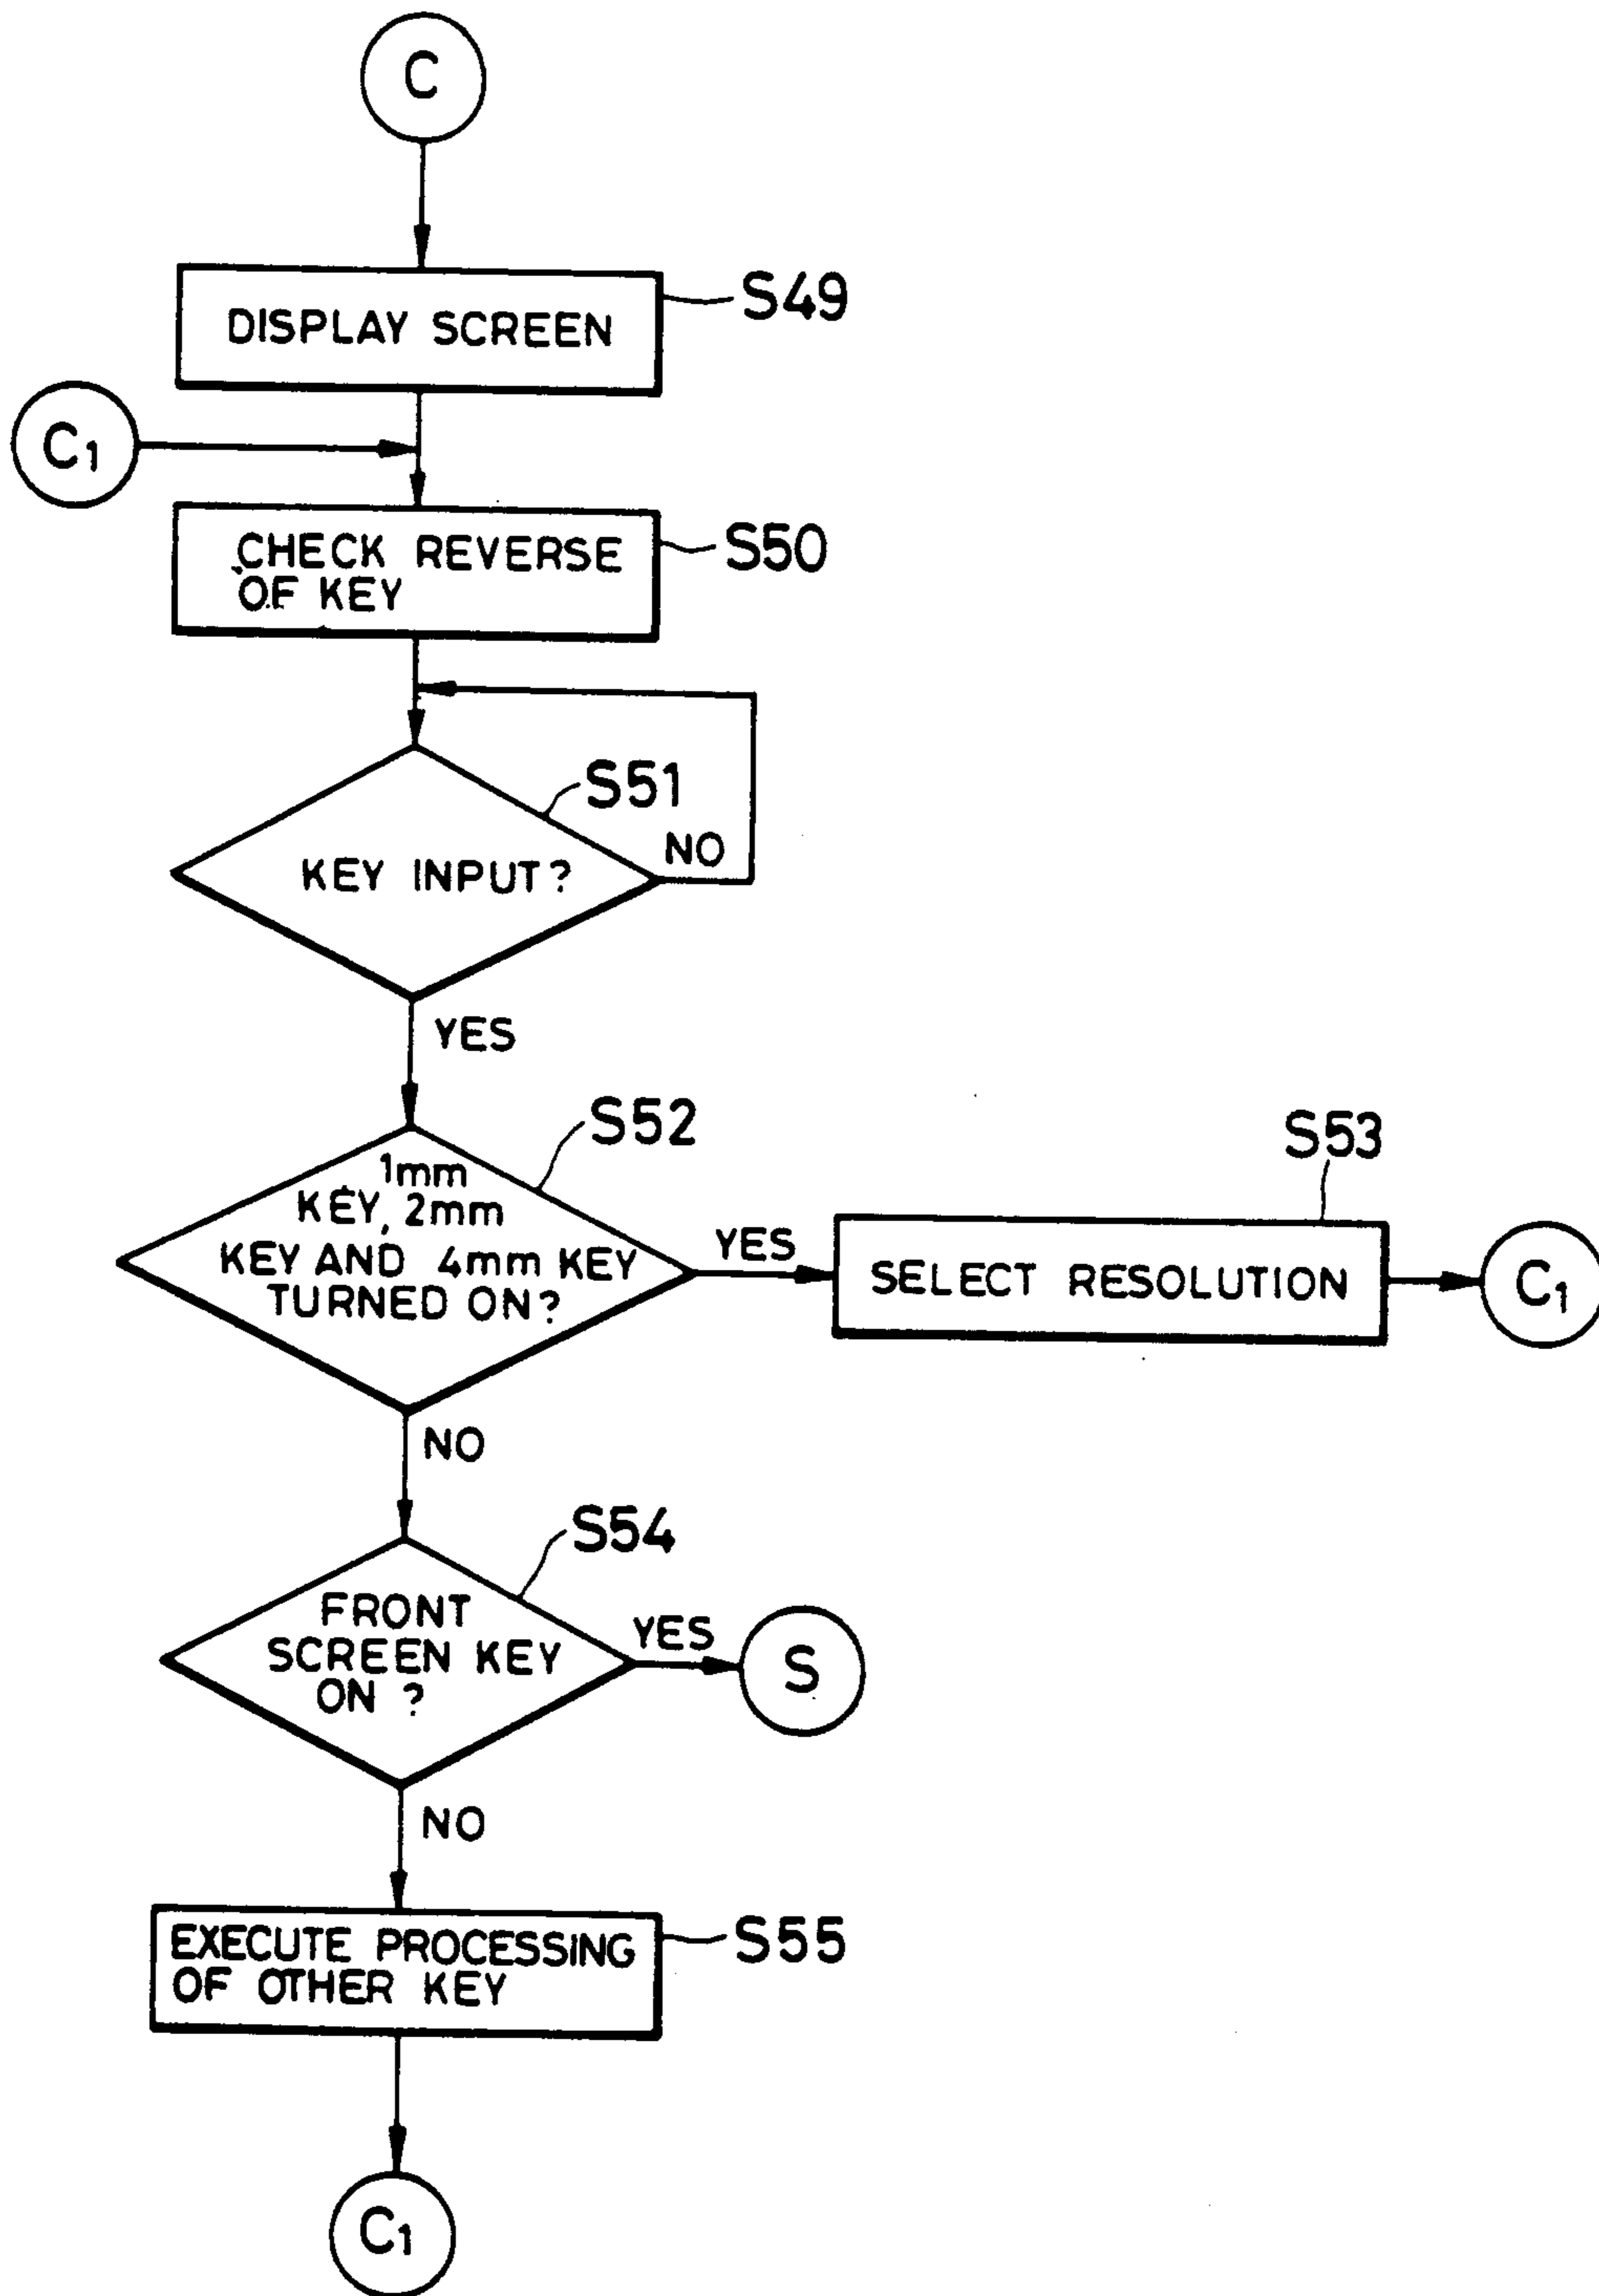 C
DISPLAY SCREEN
S49
C1
CHECK REVERSE
OF KEY
S50
S51
KEY INPUT?
NO
YES
S52
1mm
KEY, 2mm
KEY AND 4mm KEY
TURNED ON?
YES
S53
SELECT RESOLUTION
C1
NO
S54
FRONT
SCREEN KEY
ON ?
YES
S
NO
EXECUTE PROCESSING
OF OTHER KEY
S55
C1